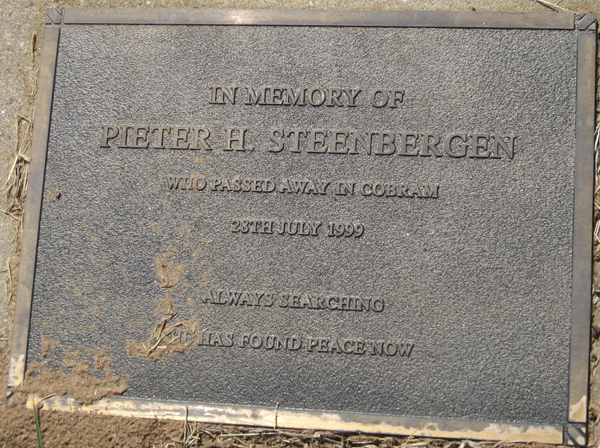 IN MEMORY OF
PIETER H. STEENBERGEN
WHO PASSED AWAY IN COBRAM
28TH JULY 1999
ALWAYS SEARCHING
HE HAS FOUND PEACE NOW